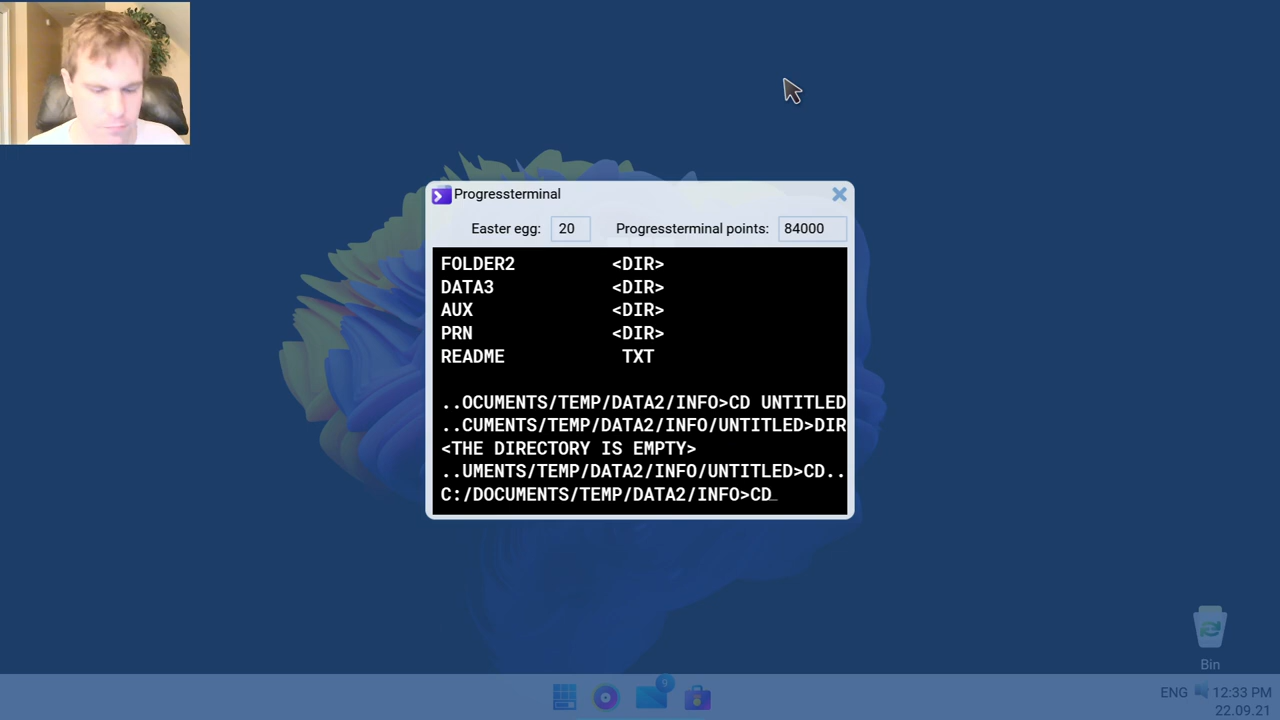 Progressterminal
Easter egg: 20 Progressterminal points: 84000
FOLDER2 <DIR>
DATA3 <DIR>
AUX <DIR>
PRN <DIR>
README TXT
..OCUMENTS/TEMP/DATA2/INFO>CD UNTITLED
..CUMENTS/TEMP/DATA2/INFO/UNTITLED>DIR
<THE DIRECTORY IS EMPTY>
..UMENTS/TEMP/DATA2/INFO/UNTITLED>CD..
C:/DOCUMENTS/TEMP/DATA2/INFO>CD_
Bin
9
ENG 12:33 PM
22.09.21